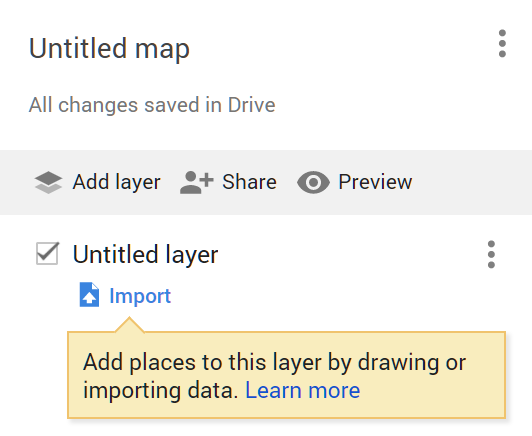 Untitled map
All changes saved in Drive
Add layer Share Preview
Untitled layer
Import
Add places to this layer by drawing or
importing data. Learn more